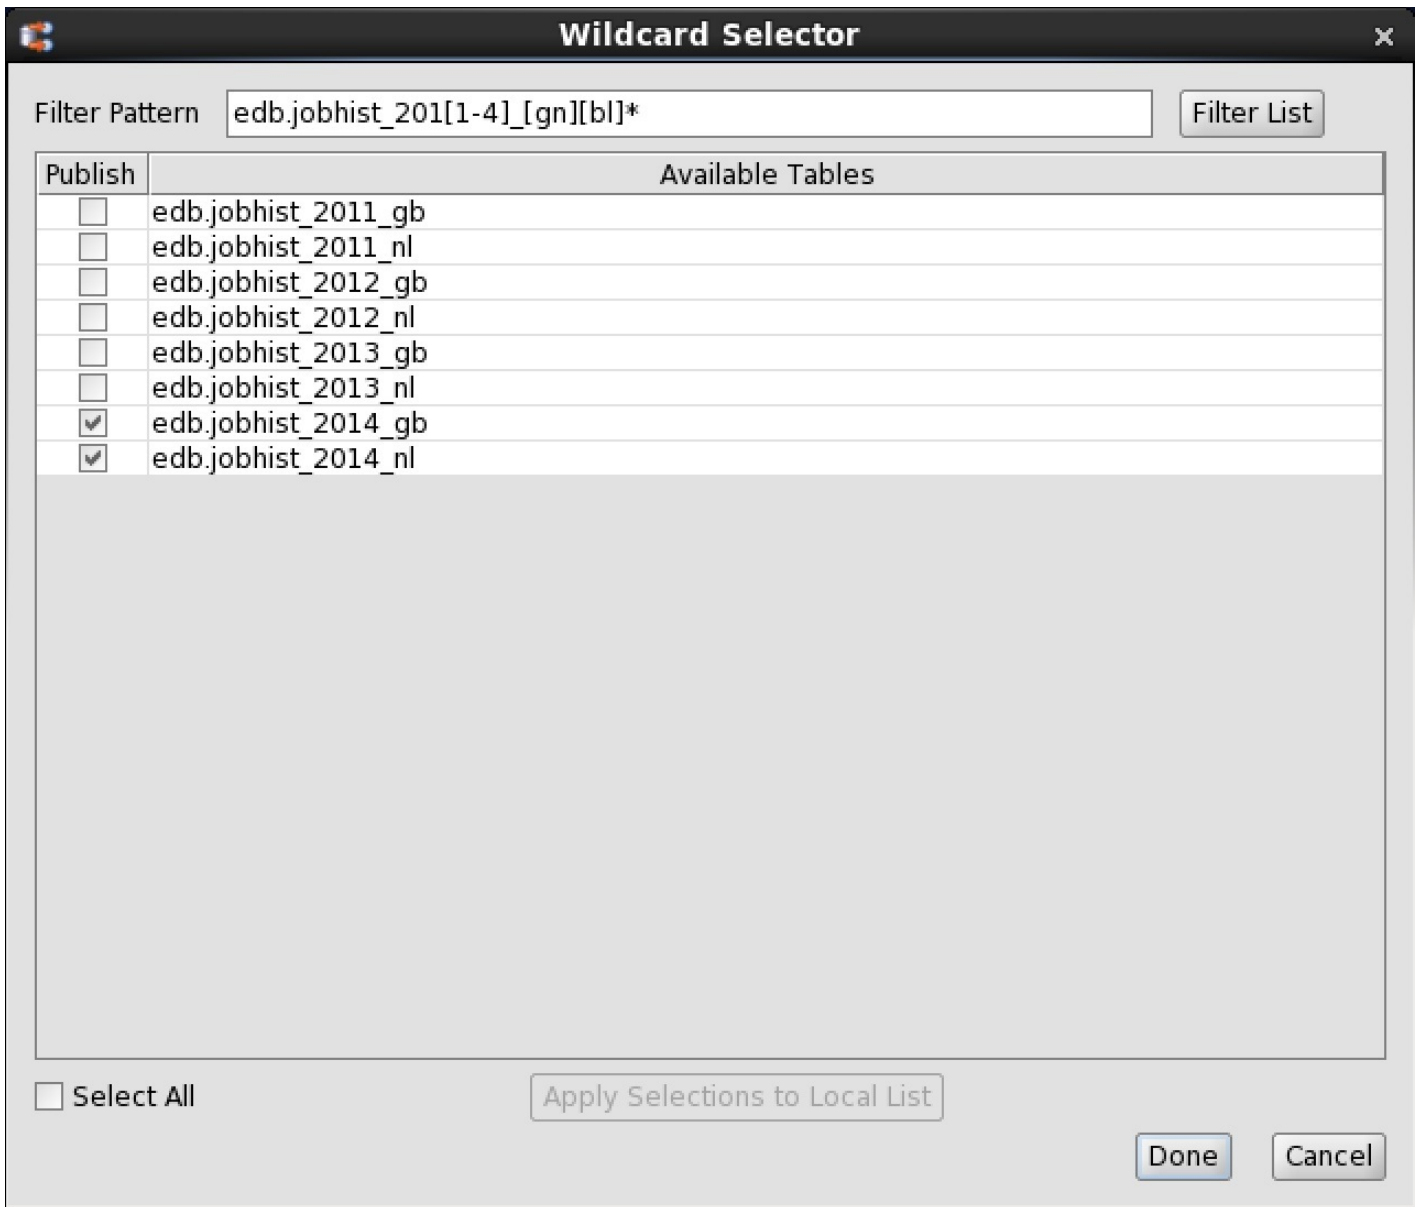 Wildcard Selector
Filter Pattern edb.jobhist_201[1-4]_[gn][bl]* Filter List
Publish Available Tables
edb.jobhist_2011_gb
edb.jobhist_2011_nl
edb.jobhist_2012_gb
edb.jobhist_2012_nl
edb.jobhist_2013_gb
edb.jobhist_2013_nl
edb.jobhist_2014_gb
edb.jobhist_2014_nl
Select All Apply Selections to Local List
Done Cancel